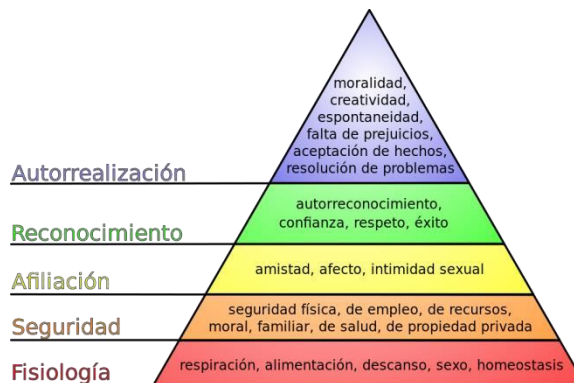 moralidad,
creatividad,
espontaneidad,
falta de prejuicios,
aceptación de hechos,
resolución de problemas
Autorrealización
autorreconocimiento,
confianza, respeto, éxito
Reconocimiento
amistad, afecto, intimidad sexual
Afiliación
seguridad física, de empleo, de recursos,
moral, familiar, de salud, de propiedad privada
Seguridad
respiración, alimentación, descanso, sexo, homeostasis
Fisiología